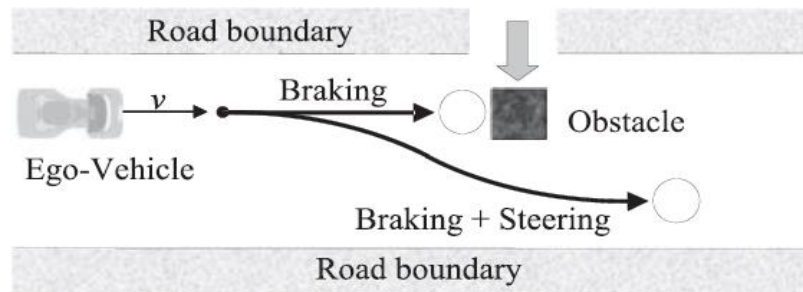 Road boundary
v
Braking
Obstacle
Ego-Vehicle
Braking + Steering
Road boundary